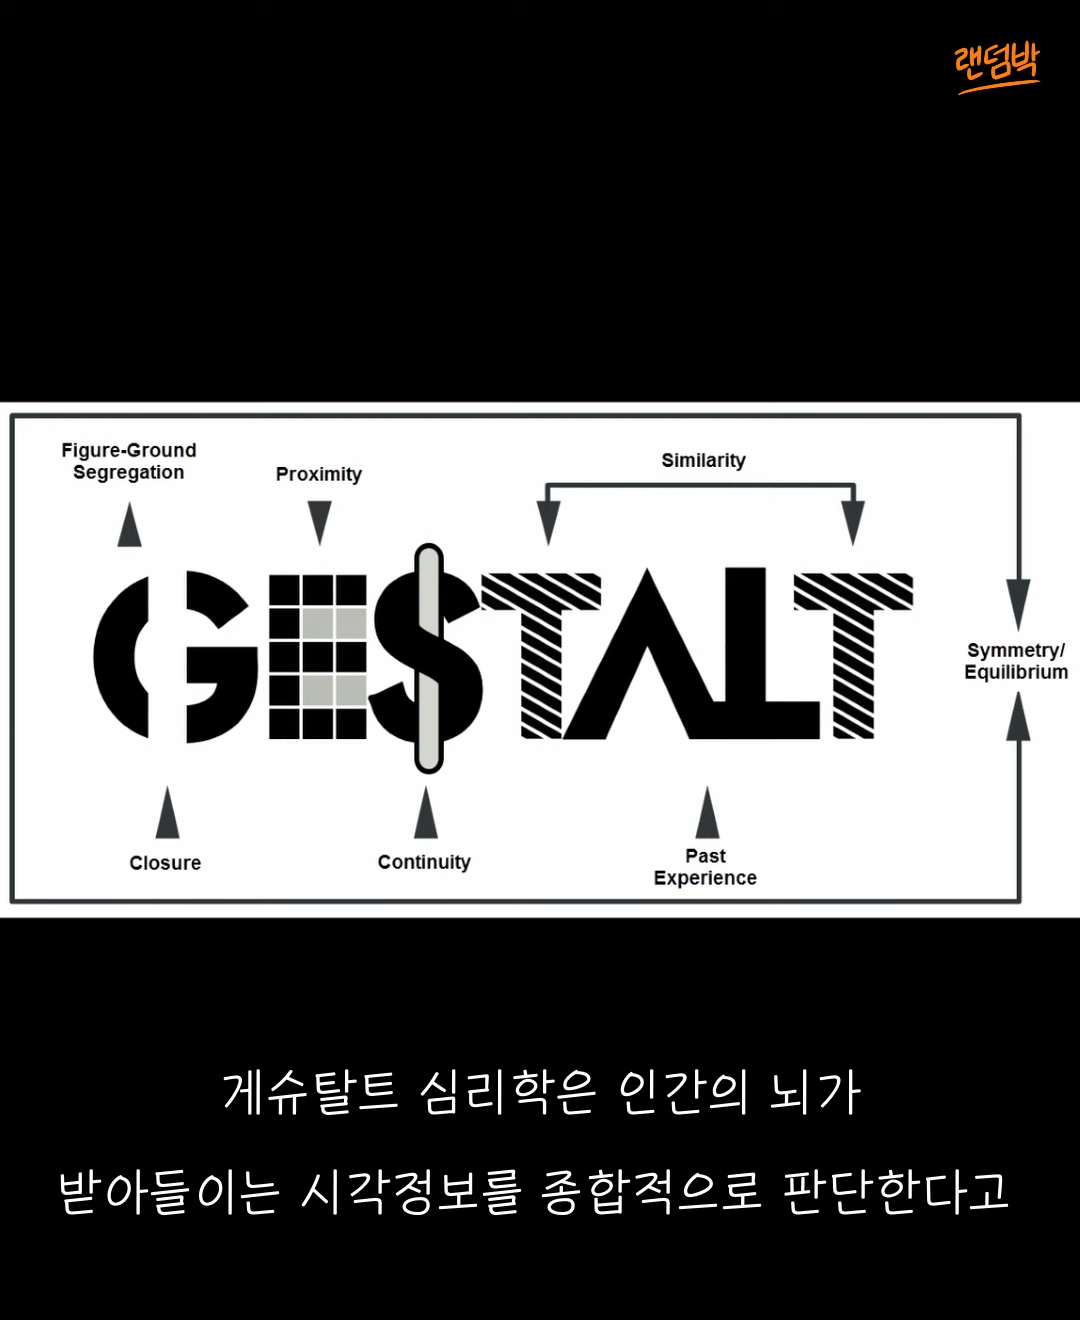 랜덤박
Figure-Ground
Segregation
Proximity
Similarity
GESTALT
Symmetry/
Equilibrium
Closure
Continuity
Past
Experience
게슈탈트 심리학은 인간의 뇌가
받아들이는 시각정보를 종합적으로 판단한다고